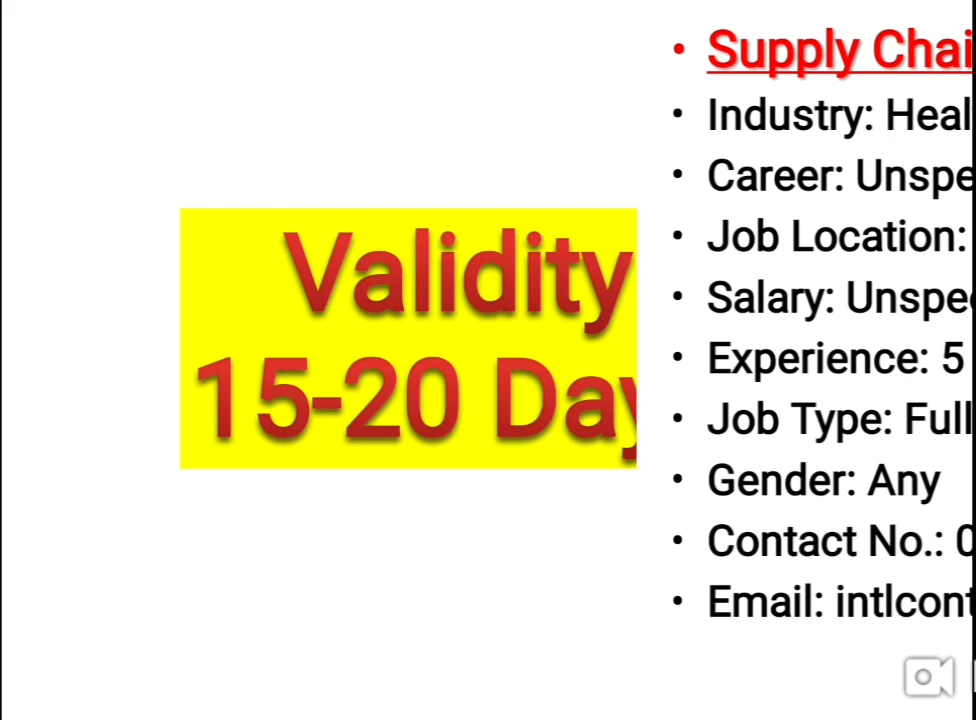 Validity
15-20 Day
Supply Chai
Industry: Heal
Career: Unspe
Job Location:
Salary: Unspe
Experience: 5
Job Type: Full
Gender: Any
Contact No.: 0
Email: intlcont